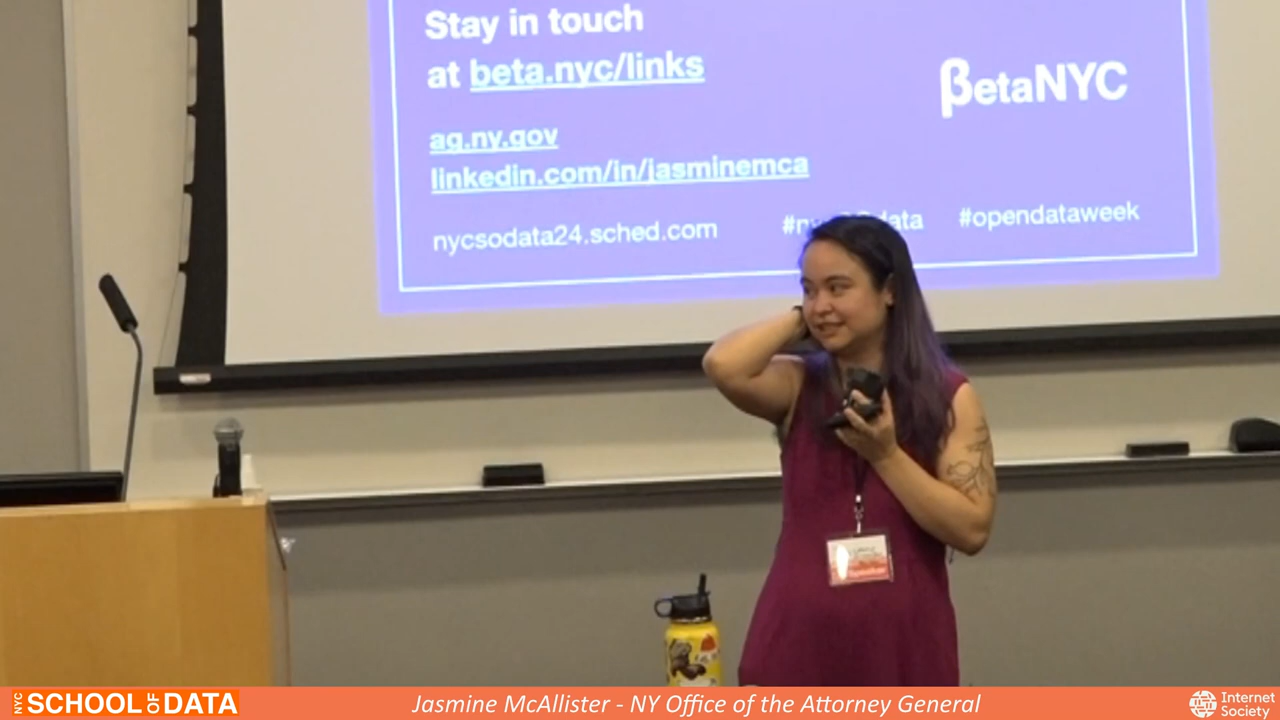 Stay in touch
at beta.nyc/links
βetaNYC
ag.ny.gov
linkedin.com/in/jasminemca
nycsodata24.sched.com
data #opendataweek
NYC SCHOOL OF DATA
Jasmine McAllister - NY Office of the Attorney General
Internet
Society